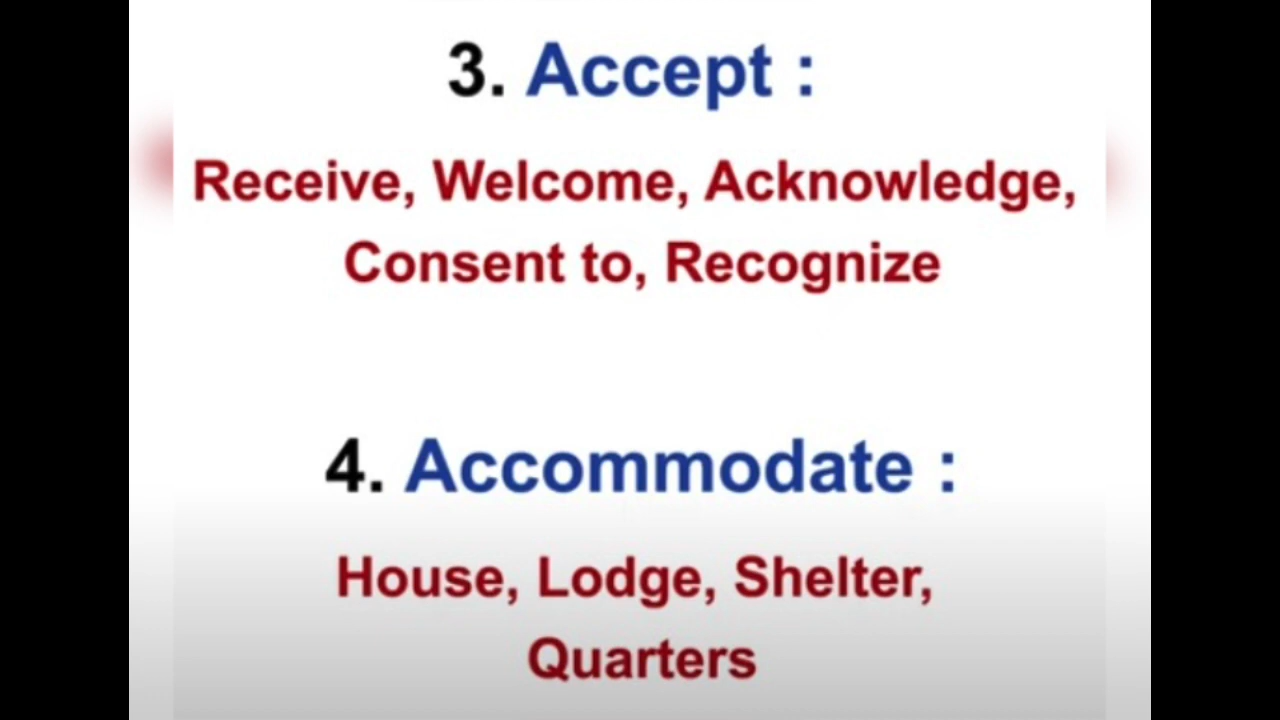 3. Accept :
Receive, Welcome, Acknowledge,
Consent to, Recognize
4. Accommodate :
House, Lodge, Shelter,
Quarters